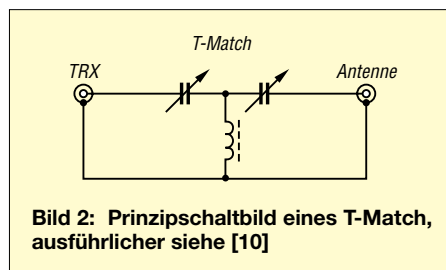 T-Match
TRX
Antenne
Bild 2: Prinzipschaltbild eines T-Match,
ausführlicher siehe [10]